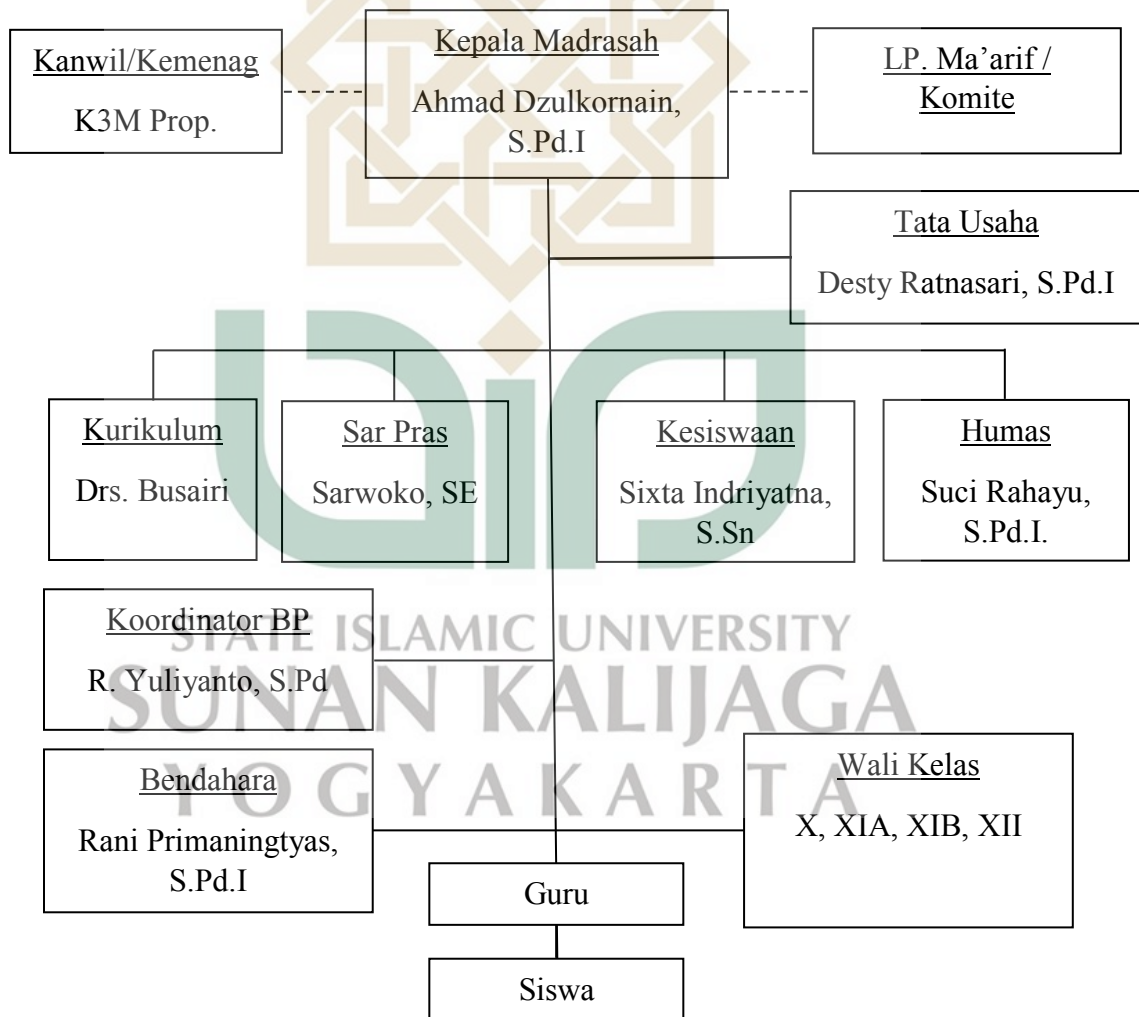 Kanwil/Kemenag
K3M Prop.
Kepala Madrasah
Ahmad Dzulkornain,
S.Pd.I
LP. Ma’arif /
Komite
Tata Usaha
Desty Ratnasari, S.Pd.I
Kurikulum
Drs. Busairi
Sar Pras
Sarwoko, SE
Kesiswaan
Sixta Indriyatna,
S.Sn
Humas
Suci Rahayu,
S.Pd.I.
Koordinator BP
R. Yuliyanto, S.Pd
STATE ISLAMIC UNIVERSITY
SUNAN KALIJAGA
YOGYAKARTA
Bendahara
Rani Primaningtyas,
S.Pd.I
Wali Kelas
X, XIA, XIB, XII
Guru
Siswa